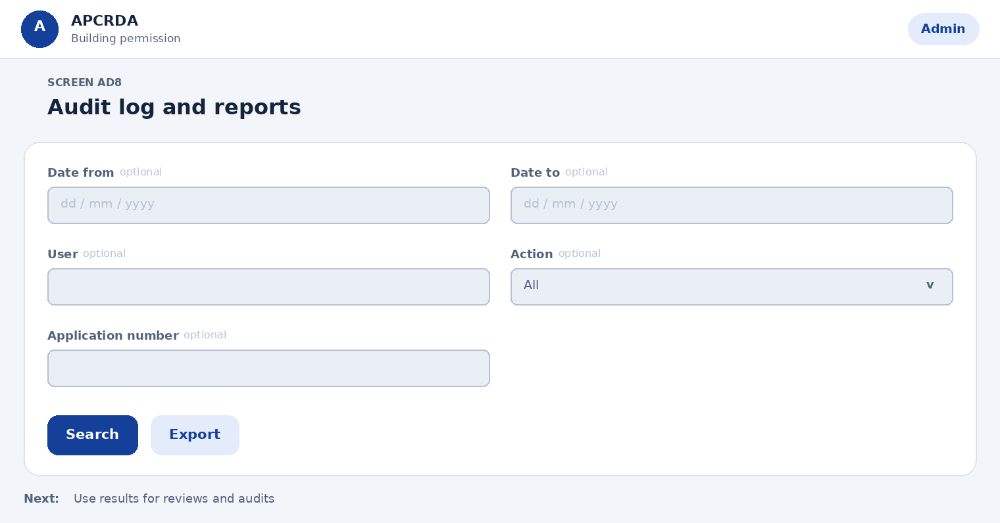 A
APCRDA
Building permission
Admin
SCREEN AD8
Audit log and reports
Date from optional
dd / mm / yyyy
Date to optional
dd / mm / yyyy
User optional
Action optional
All
v
Application number optional
Search
Export
Next: Use results for reviews and audits